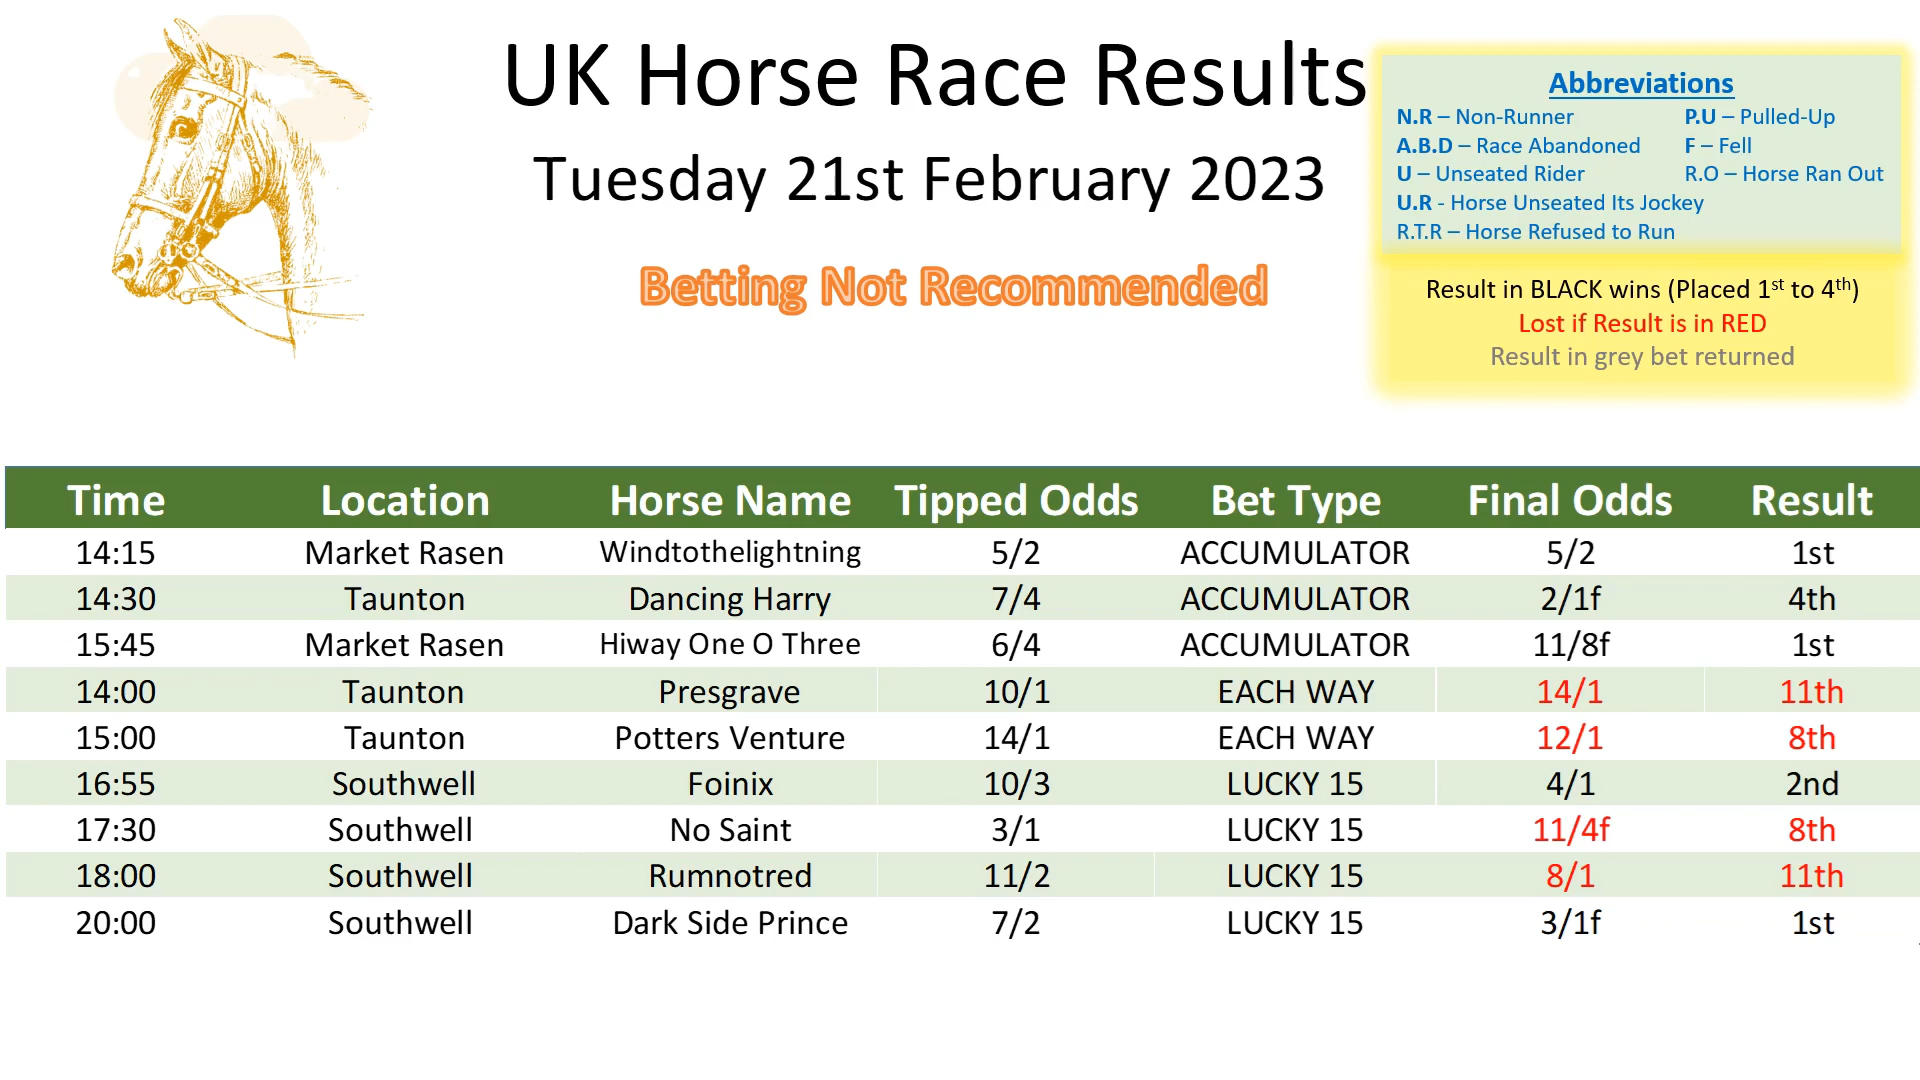 UK Horse Race Results
Tuesday 21st February 2023
Betting Not Recommended
Abbreviations
N.R – Non-Runner P.U – Pulled-Up
A.B.D – Race Abandoned F – Fell
U – Unseated Rider R.O – Horse Ran Out
U.R - Horse Unseated Its Jockey
R.T.R – Horse Refused to Run
Result in BLACK wins (Placed 1st to 4th)
Lost if Result is in RED
Result in grey bet returned
Time Location Horse Name Tipped Odds Bet Type Final Odds Result
14:15 Market Rasen Windtothelightning 5/2 ACCUMULATOR 5/2 1st
14:30 Taunton Dancing Harry 7/4 ACCUMULATOR 2/1f 4th
15:45 Market Rasen Hiway One O Three 6/4 ACCUMULATOR 11/8f 1st
14:00 Taunton Presgrave 10/1 EACH WAY 14/1 11th
15:00 Taunton Potters Venture 14/1 EACH WAY 12/1 8th
16:55 Southwell Foinix 10/3 LUCKY 15 4/1 2nd
17:30 Southwell No Saint 3/1 LUCKY 15 11/4f 8th
18:00 Southwell Rumnotred 11/2 LUCKY 15 8/1 11th
20:00 Southwell Dark Side Prince 7/2 LUCKY 15 3/1f 1st